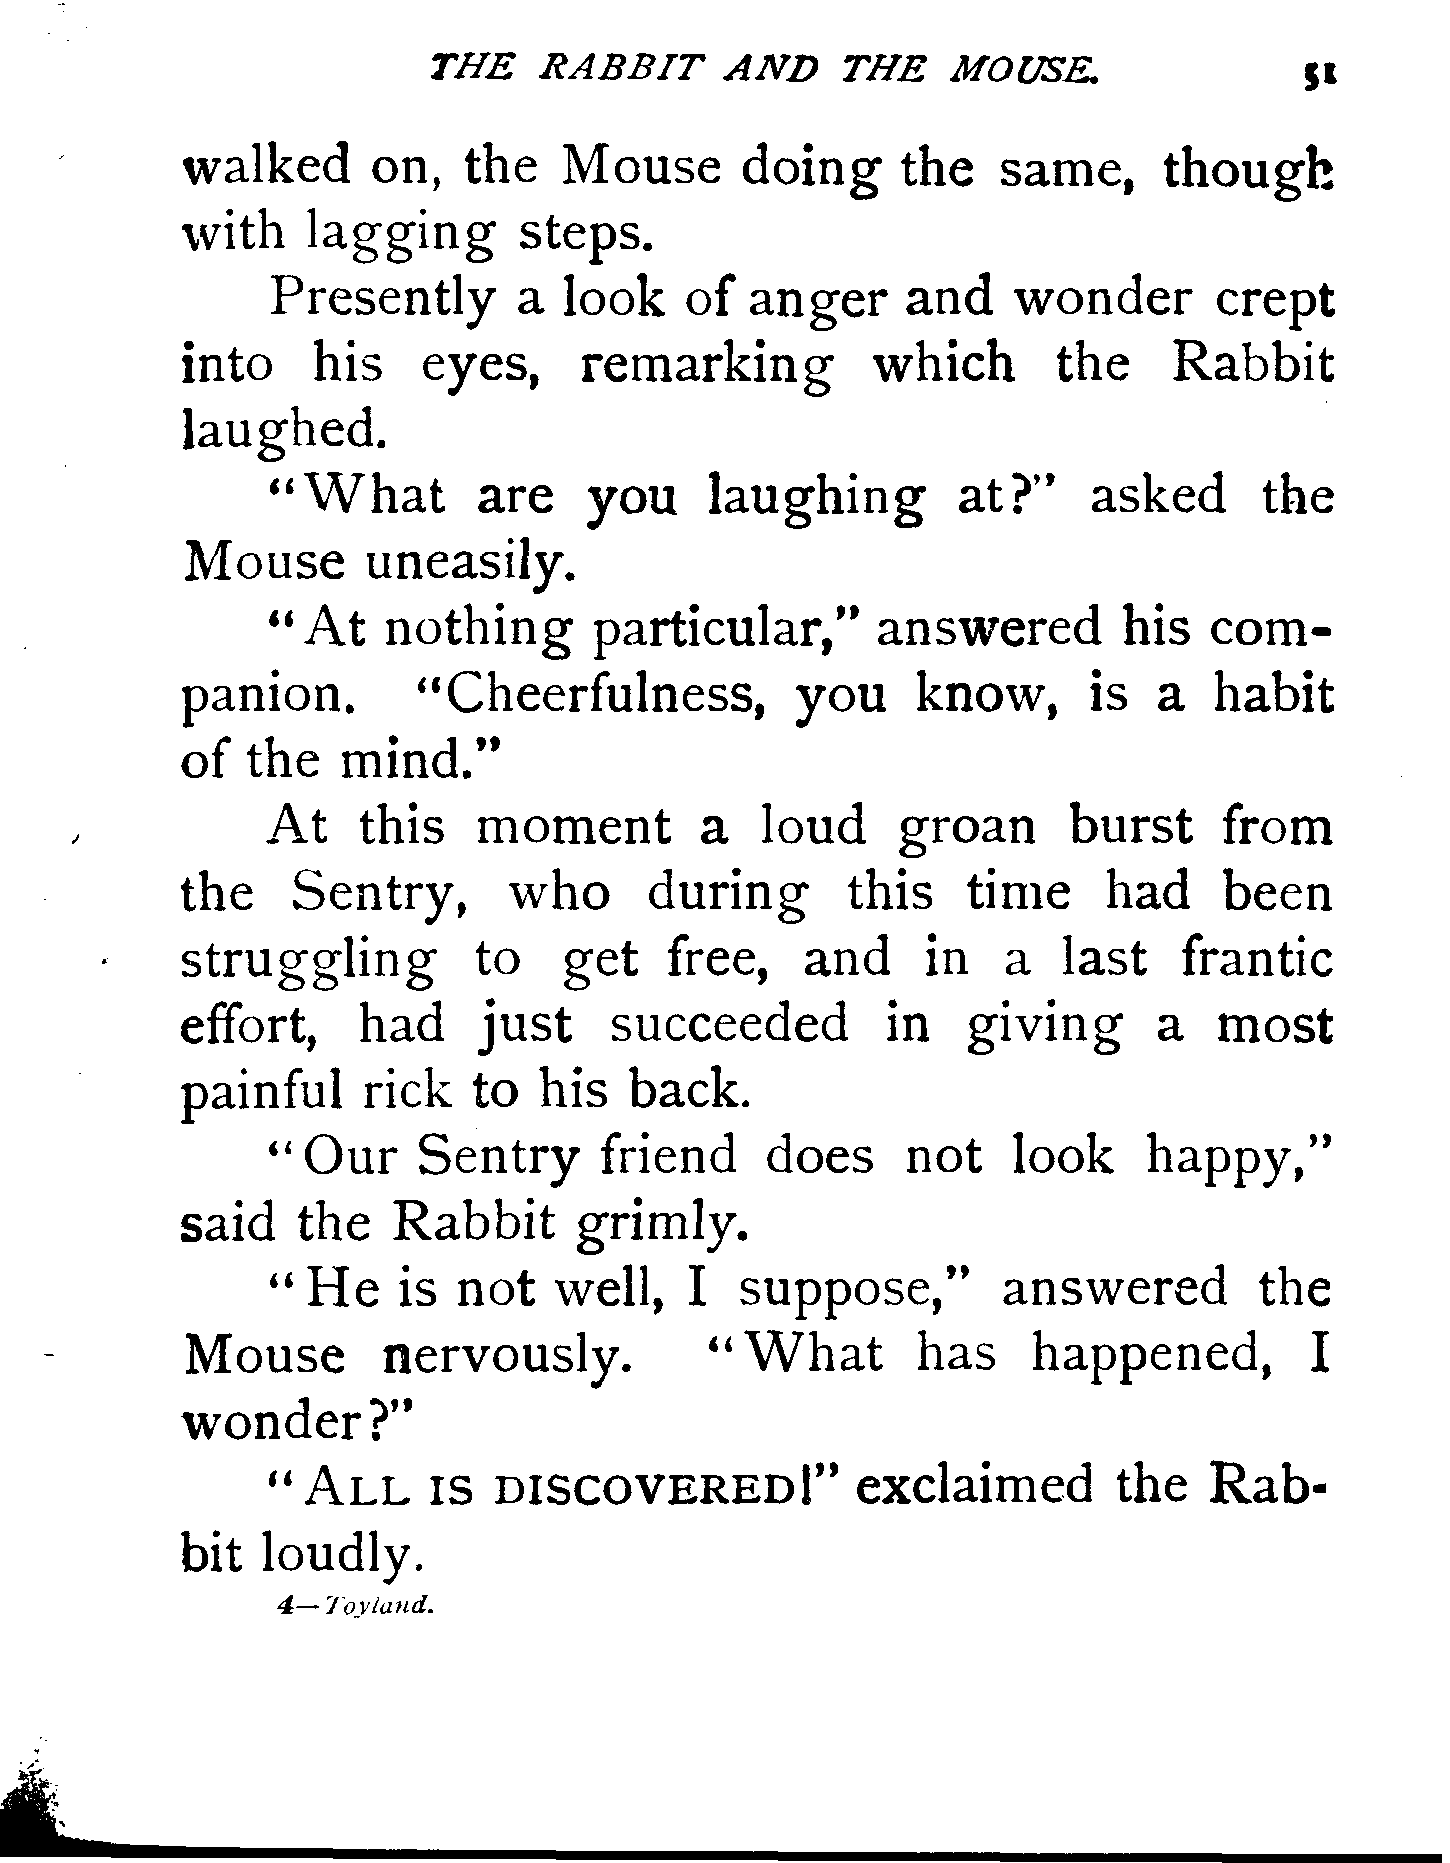 THE RABBIT AND THE MOUSE. 51
walked on, the Mouse doing the same, though
with lagging steps.
Presently a look of anger and wonder crept
into his eyes, remarking which the Rabbit
laughed.
“What are you laughing at?” asked the
Mouse uneasily.
“At nothing particular,” answered his com-
panion. “Cheerfulness, you know, is a habit
of the mind.”
At this moment a loud groan burst from
the Sentry, who during this time had been
struggling to get free, and in a last frantic
effort, had just succeeded in giving a most
painful rick to his back.
“Our Sentry friend does not look happy,”
said the Rabbit grimly.
“He is not well, I suppose,” answered the
Mouse nervously. “What has happened, I
wonder?”
“ALL IS DISCOVERED!” exclaimed the Rab-
bit loudly.
4—Toyland.